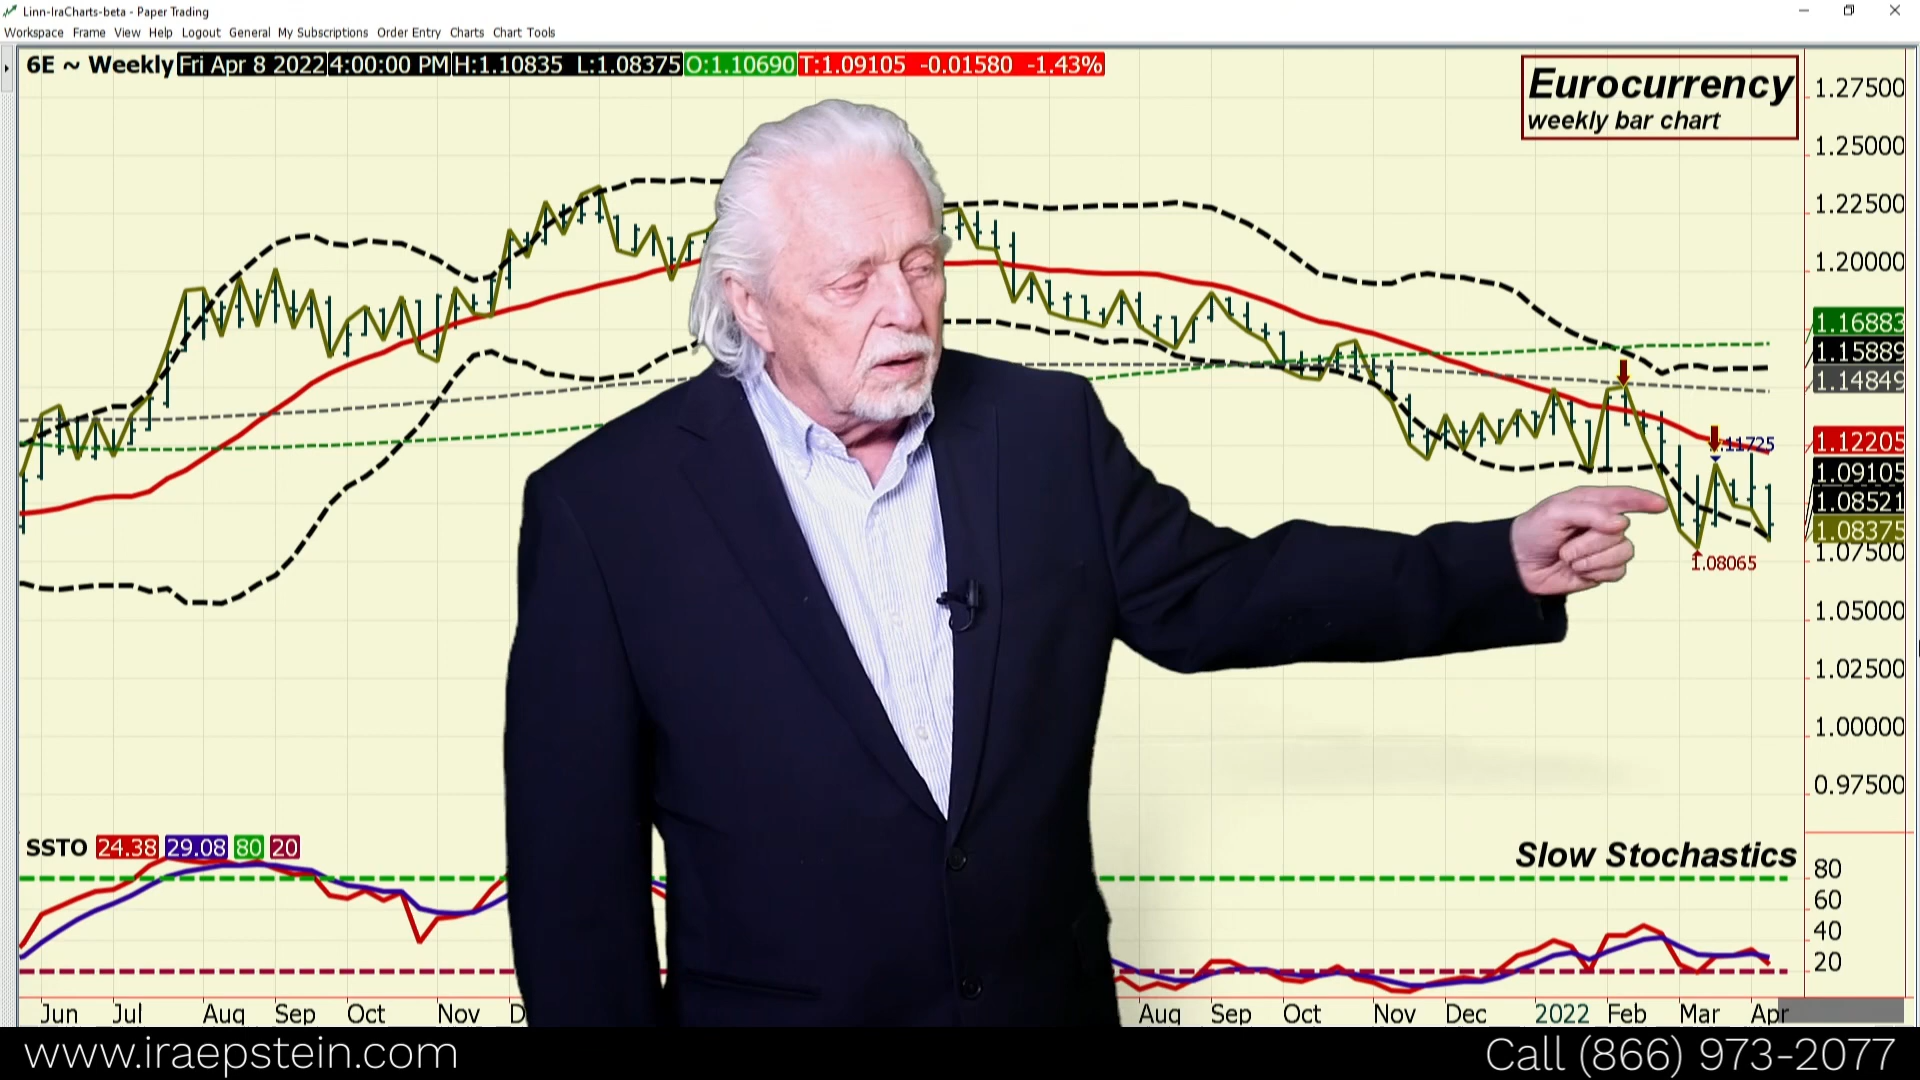 Linn-IraCharts-beta - Paper Trading
Workspace Frame View Help Logout General My Subscriptions Order Entry Charts Chart Tools
6E ~ Weekly Fri Apr 8 2022 4:00:00 PM H:1.10835 L:1.08375 O:1.10690 T:1.09105 -0.01580 -1.43%
Eurocurrency
weekly bar chart
1.27500
1.25000
1.22500
1.20000
1.16883
1.15889
1.14849
1.12205
1.11725
1.09105
1.08521
1.08375
1.07500
1.08065
1.05000
1.02500
1.00000
0.97500
SSTO 24.38 29.08 80 20
Slow Stochastics
80
60
40
20
Jun Jul Aug Sep Oct Nov D Aug Sep Oct Nov Dec 2022 Feb Mar Apr
www.iraepstein.com
Call (866) 973-2077